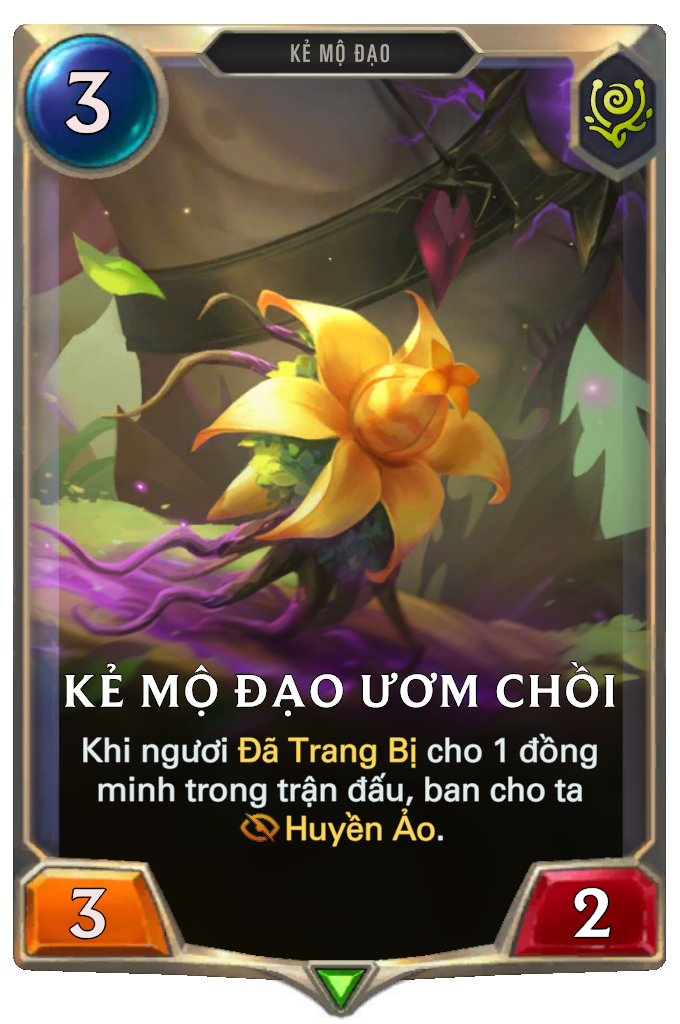 KẺ MỘ ĐẠO
3
KẺ MỘ ĐẠO ƯƠM CHỒI
Khi ngươi Đã Trang Bị cho 1 đồng
minh trong trận đấu, ban cho ta
Huyền Ảo.
3
2